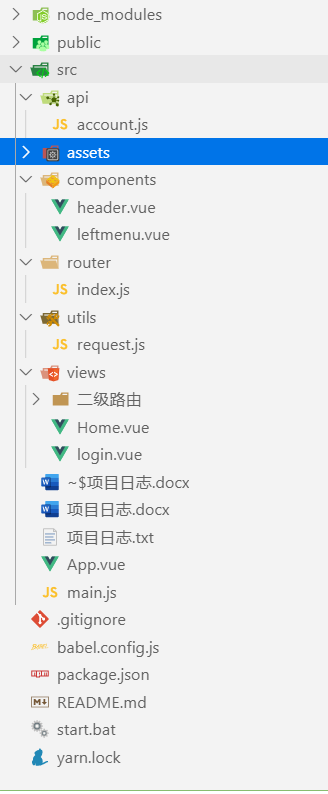 node_modules
public
src
api
JS account.js
assets
components
header.vue
leftmenu.vue
router
JS index.js
utils
JS request.js
views
二级路由
Home.vue
login.vue
~$项目日志.docx
项目日志.docx
项目日志.txt
App.vue
JS main.js
.gitignore
BABEL babel.config.js
npm package.json
M README.md
start.bat
yarn.lock